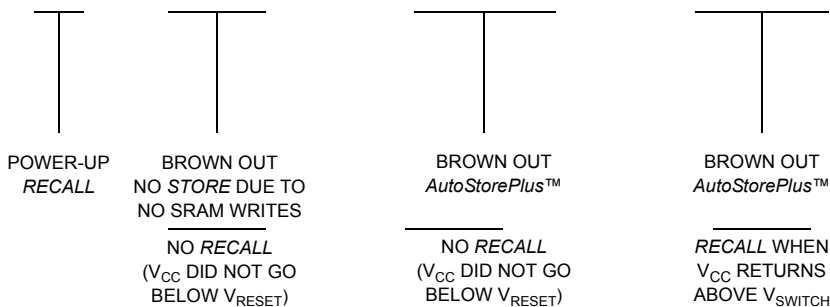 POWER-UP
RECALL
BROWN OUT
NO STORE DUE TO
NO SRAM WRITES
NO RECALL
(VCC DID NOT GO
BELOW VRESET)
BROWN OUT
AutoStorePlus™
NO RECALL
(VCC DID NOT GO
BELOW VRESET)
BROWN OUT
AutoStorePlus™
RECALL WHEN
VCC RETURNS
ABOVE VSWITCH